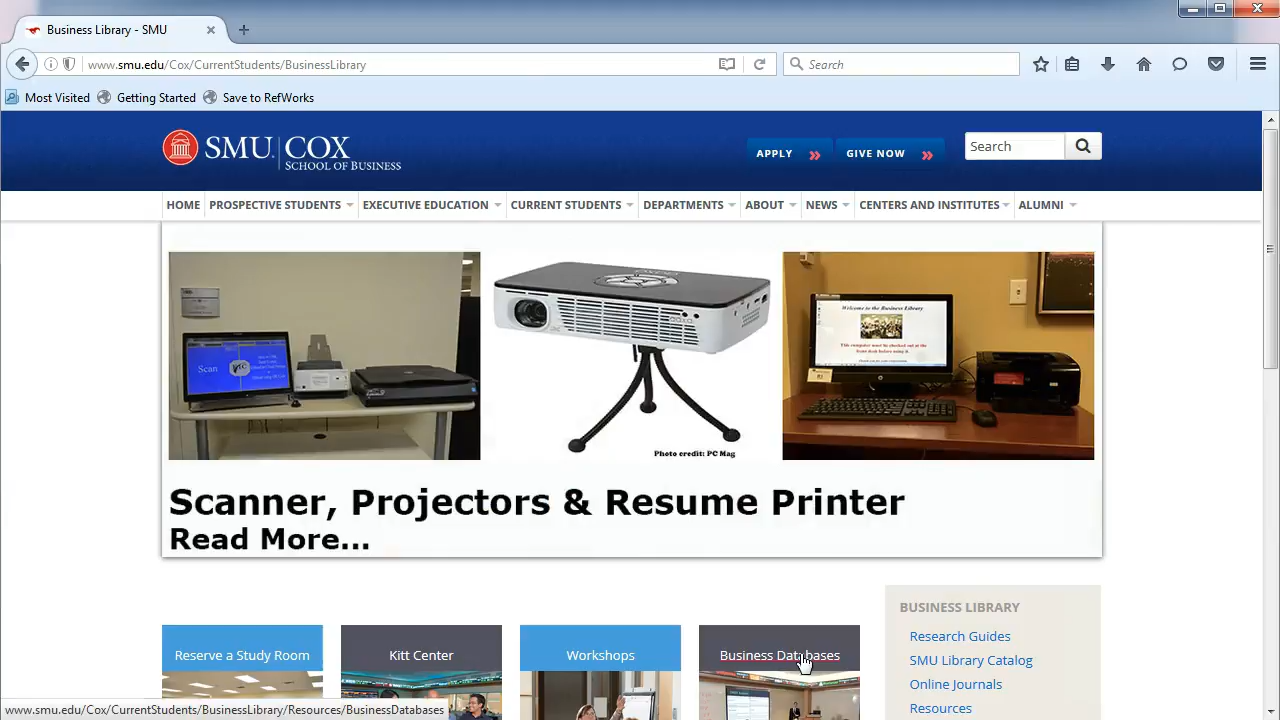 Business Library - SMU
www.smu.edu/Cox/CurrentStudents/BusinessLibrary
Search
Most Visited
Getting Started
Save to RefWorks
SMU | COX
SCHOOL OF BUSINESS
APPLY
GIVE NOW
Search
HOME
PROSPECTIVE STUDENTS
EXECUTIVE EDUCATION
CURRENT STUDENTS
DEPARTMENTS
ABOUT
NEWS
CENTERS AND INSTITUTES
ALUMNI
Scan
Welcome to the Business Library
Photo credit: PC Mag
Scanner, Projectors & Resume Printer
Read More...
Reserve a Study Room
Kitt Center
Workshops
Business Databases
BUSINESS LIBRARY
Research Guides
SMU Library Catalog
Online Journals
Resources
www.smu.edu/Cox/CurrentStudents/BusinessLibrary/Resources/BusinessDatabases